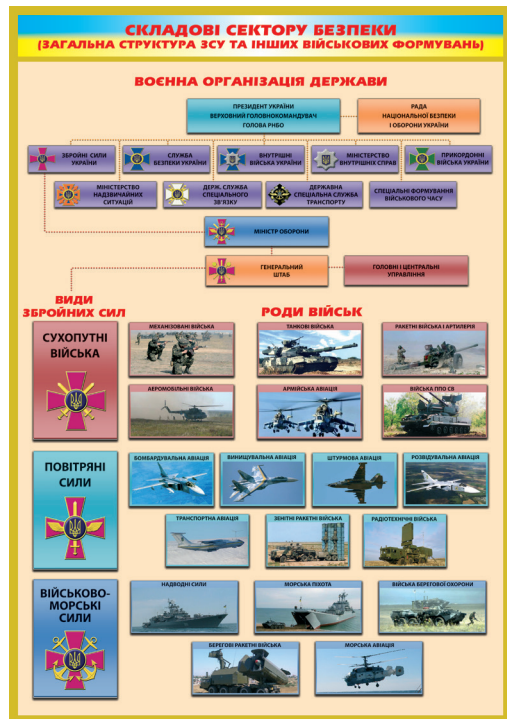 СКЛАДОВІ СЕКТОРУ БЕЗПЕКИ
(ЗАГАЛЬНА СТРУКТУРА ЗСУ ТА ІНШИХ ВІЙСЬКОВИХ ФОРМУВАНЬ)
ВОЄННА ОРГАНІЗАЦІЯ ДЕРЖАВИ
ПРЕЗИДЕНТ УКРАЇНИ
ВЕРХОВНИЙ ГОЛОВНОКОМАНДУВАЧ
ГОЛОВА РНБО
РАДА
НАЦІОНАЛЬНОЇ БЕЗПЕКИ
І ОБОРОНИ УКРАЇНИ
ЗБРОЙНІ СИЛИ
УКРАЇНИ
СЛУЖБА
БЕЗПЕКИ УКРАЇНИ
ВНУТРІШНІ
ВІЙСЬКА УКРАЇНИ
МІНІСТЕРСТВО
ВНУТРІШНІХ СПРАВ
ПРИКОРДОННІ
ВІЙСЬКА УКРАЇНИ
МІНІСТЕРСТВО
НАДЗВИЧАЙНИХ
СИТУАЦІЙ
ДЕРЖ. СЛУЖБА
СПЕЦІАЛЬНОГО
ЗВ'ЯЗКУ
ДЕРЖАВНА
СПЕЦІАЛЬНА СЛУЖБА
ТРАНСПОРТУ
СПЕЦІАЛЬНІ ФОРМУВАННЯ
ВІЙСЬКОВОГО ЧАСУ
МІНІСТР ОБОРОНИ
ГЕНЕРАЛЬНИЙ
ШТАБ
ГОЛОВНІ І ЦЕНТРАЛЬНІ
УПРАВЛІННЯ
ВИДИ
ЗБРОЙНИХ СИЛ
РОДИ ВІЙСЬК
СУХОПУТНІ
ВІЙСЬКА
МЕХАНІЗОВАНІ ВІЙСЬКА
ТАНКОВІ ВІЙСЬКА
РАКЕТНІ ВІЙСЬКА І АРТИЛЕРІЯ
АЕРОМОБІЛЬНІ ВІЙСЬКА
АРМІЙСЬКА АВІАЦІЯ
ВІЙСЬКА ППО СВ
ПОВІТРЯНІ
СИЛИ
БОМБАРДУВАЛЬНА АВІАЦІЯ
ВИНИЩУВАЛЬНА АВІАЦІЯ
ШТУРМОВА АВІАЦІЯ
РОЗВІДУВАЛЬНА АВІАЦІЯ
ТРАНСПОРТНА АВІАЦІЯ
ЗЕНІТНІ РАКЕТНІ ВІЙСЬКА
РАДІОТЕХНІЧНІ ВІЙСЬКА
ВІЙСЬКОВО-
МОРСЬКІ
СИЛИ
НАДВОДНІ СИЛИ
МОРСЬКА ПІХОТА
ВІЙСЬКА БЕРЕГОВОЇ ОХОРОНИ
БЕРЕГОВІ РАКЕТНІ ВІЙСЬКА
МОРСЬКА АВІАЦІЯ